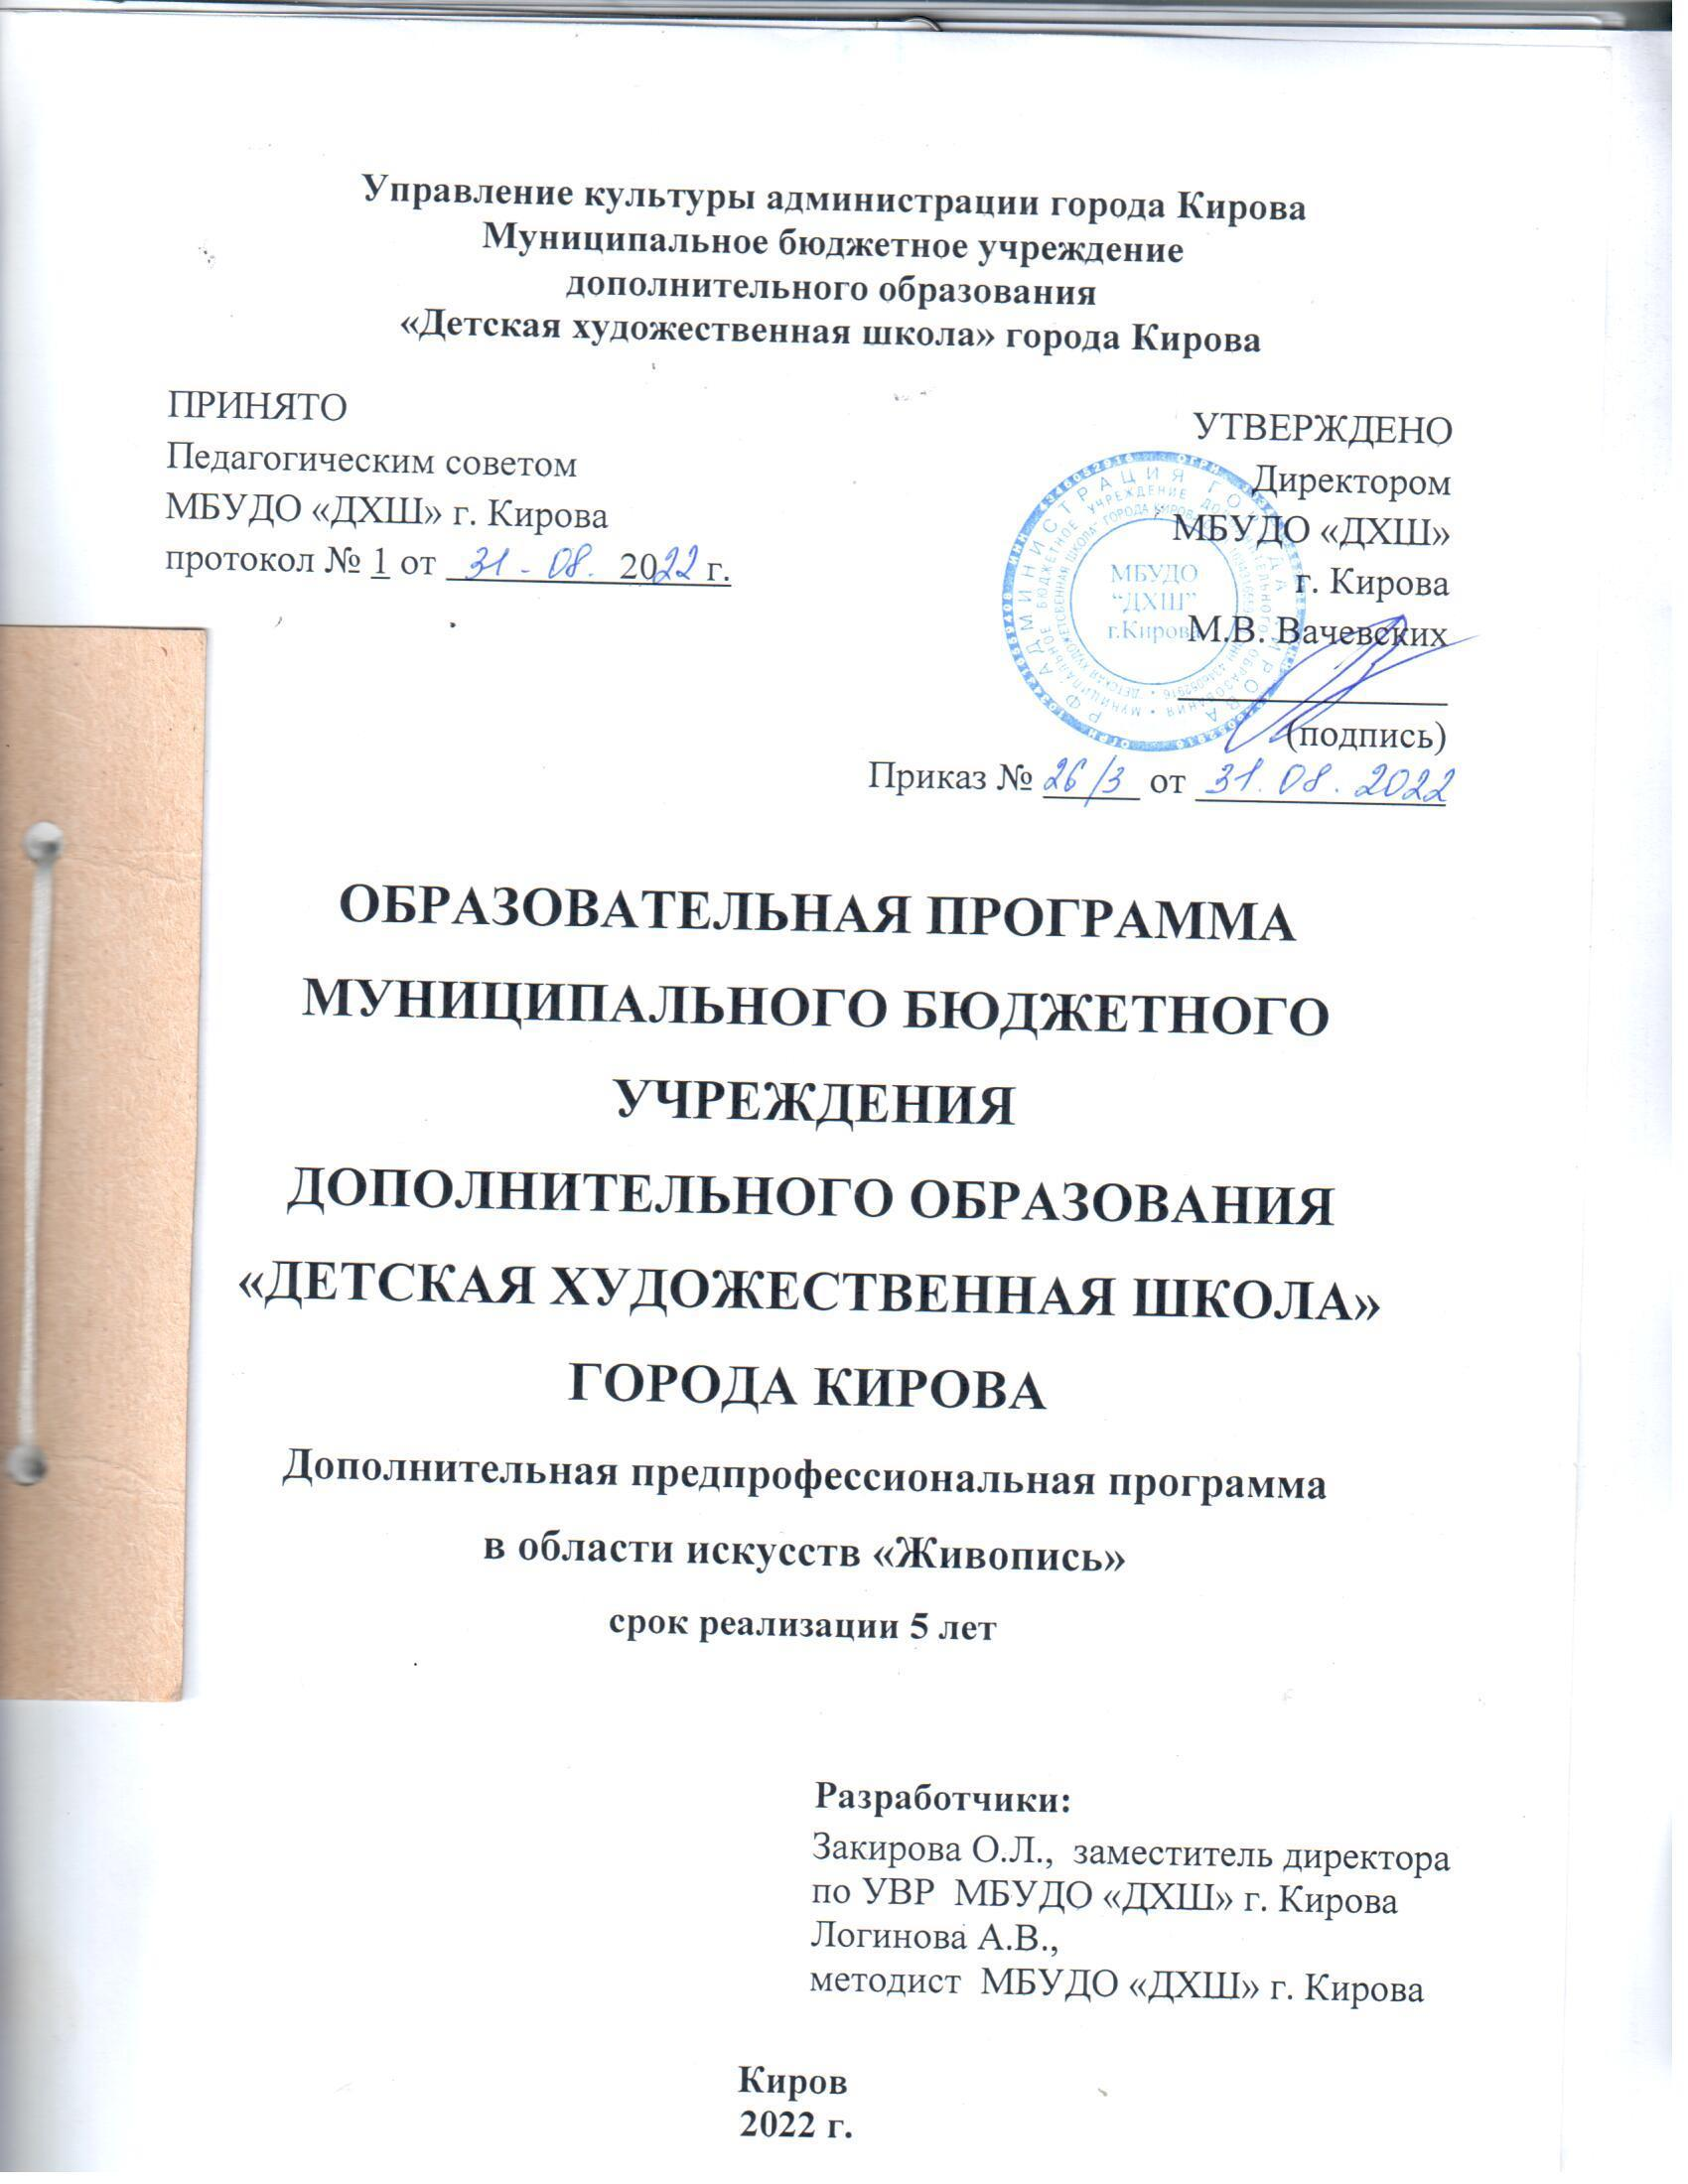 Управление культуры администрации города Кирова
Муниципальное бюджетное учреждение
дополнительного образования
«Детская художественная школа» города Кирова
ПРИНЯТО
Педагогическим советом
МБУДО «ДХШ» г. Кирова
протокол № 1 от 31-08. 2022 г.
УТВЕРЖДЕНО
Директором
МБУДО «ДХШ»
г. Кирова
М.В. Вачевских
(подпись)
Приказ № 26/3 от 31.08.2022
МБУДО
“ДХШ”
г.Кирова
ОБРАЗОВАТЕЛЬНАЯ ПРОГРАММА
МУНИЦИПАЛЬНОГО БЮДЖЕТНОГО
УЧРЕЖДЕНИЯ
ДОПОЛНИТЕЛЬНОГО ОБРАЗОВАНИЯ
«ДЕТСКАЯ ХУДОЖЕСТВЕННАЯ ШКОЛА»
ГОРОДА КИРОВА
Дополнительная предпрофессиональная программа
в области искусств «Живопись»
срок реализации 5 лет
Разработчики:
Закирова О.Л., заместитель директора
по УВР МБУДО «ДХШ» г. Кирова
Логинова А.В.,
методист МБУДО «ДХШ» г. Кирова
Киров
2022 г.